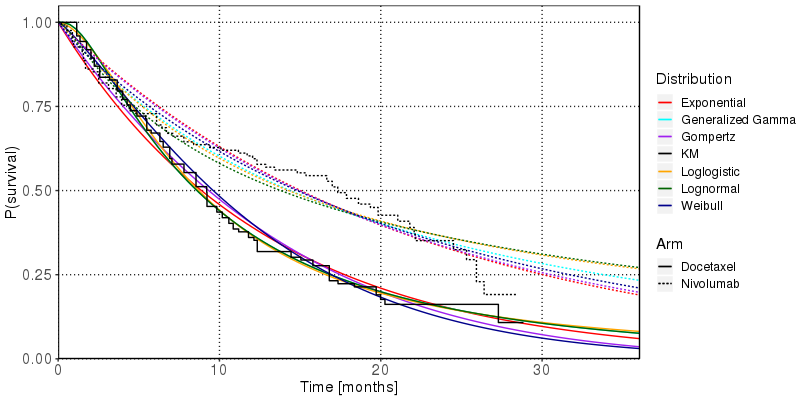 1.00
0.75
0.50
0.25
0.00
P(survival)
0 10 20 30
Time [months]
Distribution
Exponential
Generalized Gamma
Gompertz
KM
Loglogistic
Lognormal
Weibull
Arm
Docetaxel
Nivolumab